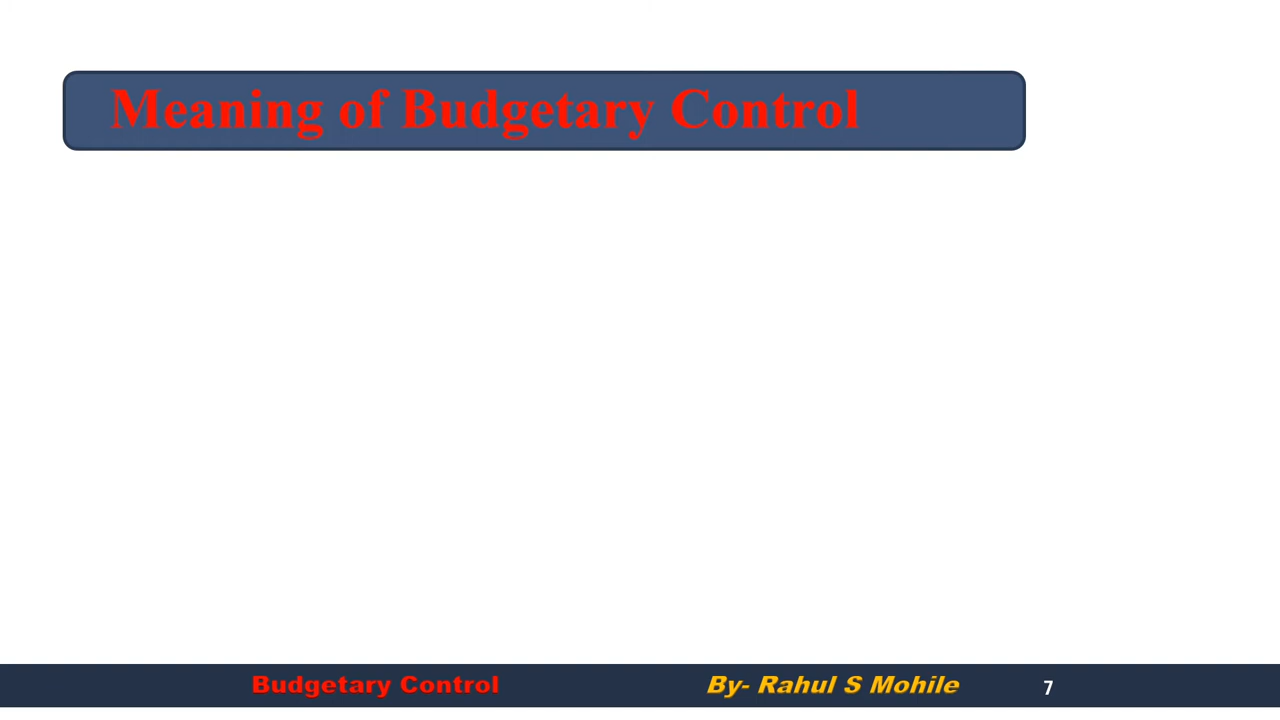 Meaning of Budgetary Control
Budgetary Control By- Rahul S Mohile 7